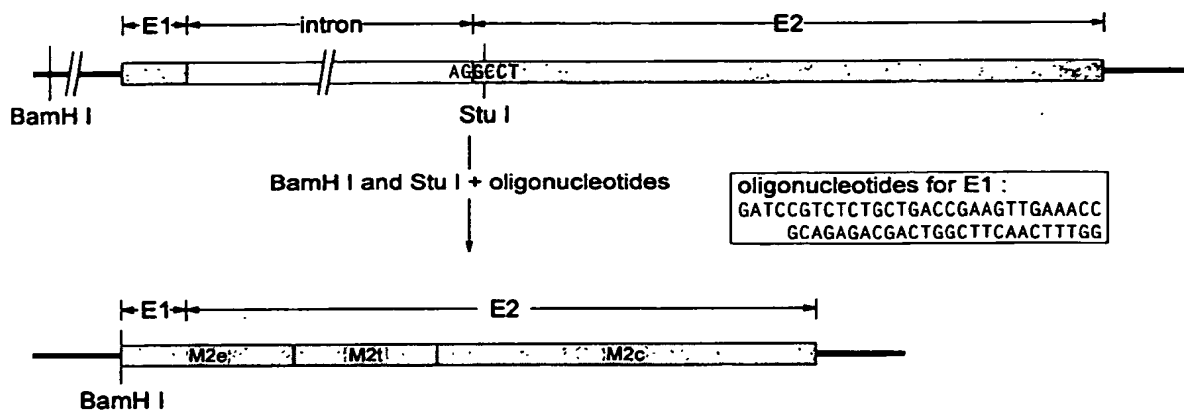 E1 intron E2
AGGCCT
BamH I
Stu I
BamH I and Stu I + oligonucleotides
oligonucleotides for E1 :
GATCCGTCTCTGCTGACCGAAGTTGAAACC
GCAGAGACGACTGGCTTCAACTTTGG
E1 E2
M2e M2t M2c
BamH I